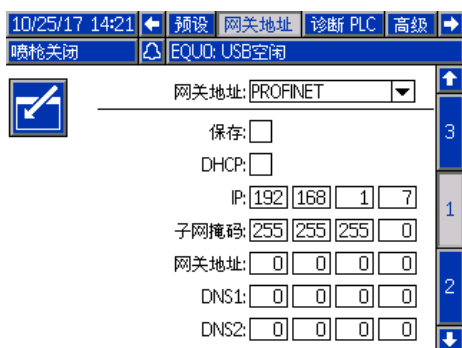 10/25/17 14:21 预设 网关地址 诊断 PLC 高级
喷枪关闭 EQU0: USB空闲
网关地址: PROFINET
保存:
3
DHCP:
IP: 192 168 1 7
1
子网掩码: 255 255 255 0
网关地址: 0 0 0 0
DNS1: 0 0 0 0
2
DNS2: 0 0 0 0